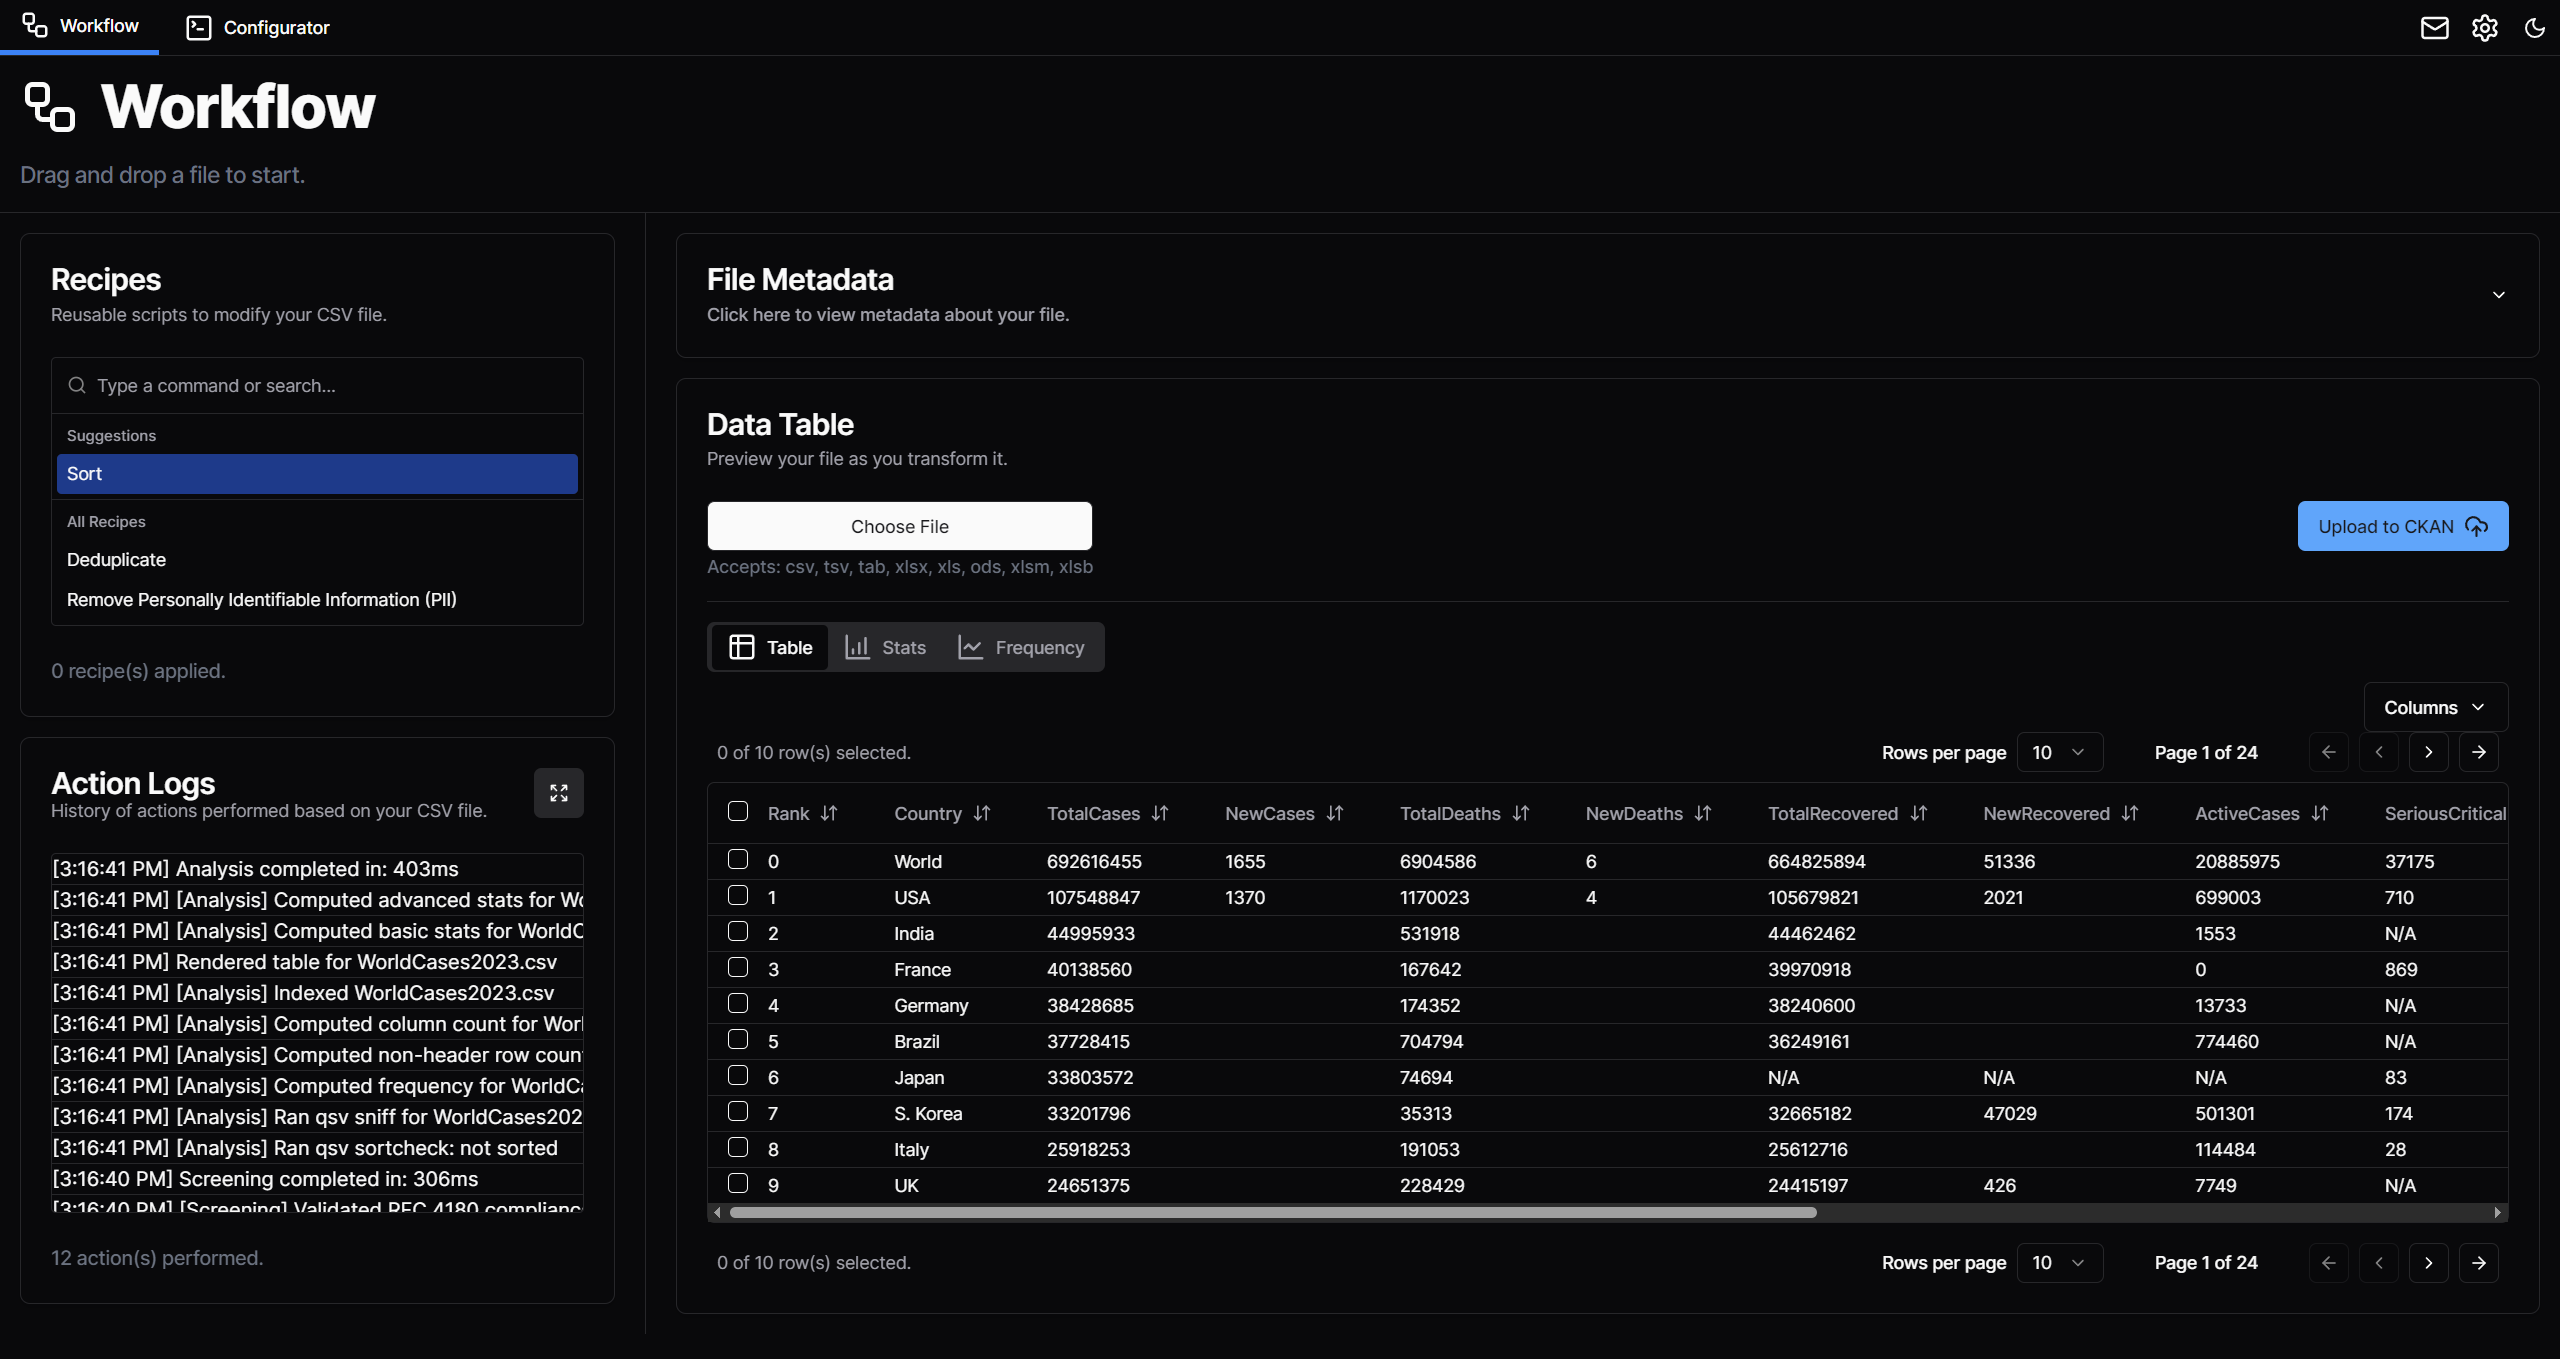 Workflow Configurator
Workflow
Drag and drop a file to start.
Recipes
Reusable scripts to modify your CSV file.
Type a command or search...
Suggestions
Sort
All Recipes
Deduplicate
Remove Personally Identifiable Information (PII)
0 recipe(s) applied.
Action Logs
History of actions performed based on your CSV file.
[3:16:41 PM] Analysis completed in: 403ms
[3:16:41 PM] [Analysis] Computed advanced stats for
[3:16:41 PM] [Analysis] Computed basic stats for
[3:16:41 PM] Rendered table for WorldCases2023.csv
[3:16:41 PM] [Analysis] Indexed WorldCases2023.csv
[3:16:41 PM] [Analysis] Computed column count for
[3:16:41 PM] [Analysis] Computed non-header row
[3:16:41 PM] [Analysis] Computed frequency for
[3:16:41 PM] [Analysis] Ran qsv sniff for WorldCases202
[3:16:41 PM] [Analysis] Ran qsv sortcheck: not sorted
[3:16:40 PM] Screening completed in: 306ms
[3:16:40 PM] [Screening] Validated RFC 4180
12 action(s) performed.
File Metadata
Click here to view metadata about your file.
Data Table
Preview your file as you transform it.
Choose File
Upload to CKAN
Accepts: csv, tsv, tab, xlsx, xls, ods, xlsm, xlsb
Table Stats Frequency
Columns
0 of 10 row(s) selected. Rows per page 10 Page 1 of 24
Rank Country TotalCases NewCases TotalDeaths NewDeaths TotalRecovered NewRecovered ActiveCases SeriousCritical
0 World 692616455 1655 6904586 6 664825894 51336 20885975 37175
1 USA 107548847 1370 1170023 4 105679821 2021 699003 710
2 India 44995933 531918 44462462 1553 N/A
3 France 40138560 167642 39970918 0 869
4 Germany 38428685 174352 38240600 13733 N/A
5 Brazil 37728415 704794 36249161 774460 N/A
6 Japan 33803572 74694 N/A N/A N/A 83
7 S. Korea 33201796 35313 32665182 47029 501301 174
8 Italy 25918253 191053 25612716 114484 28
9 UK 24651375 228429 24415197 426 7749 N/A
0 of 10 row(s) selected. Rows per page 10 Page 1 of 24